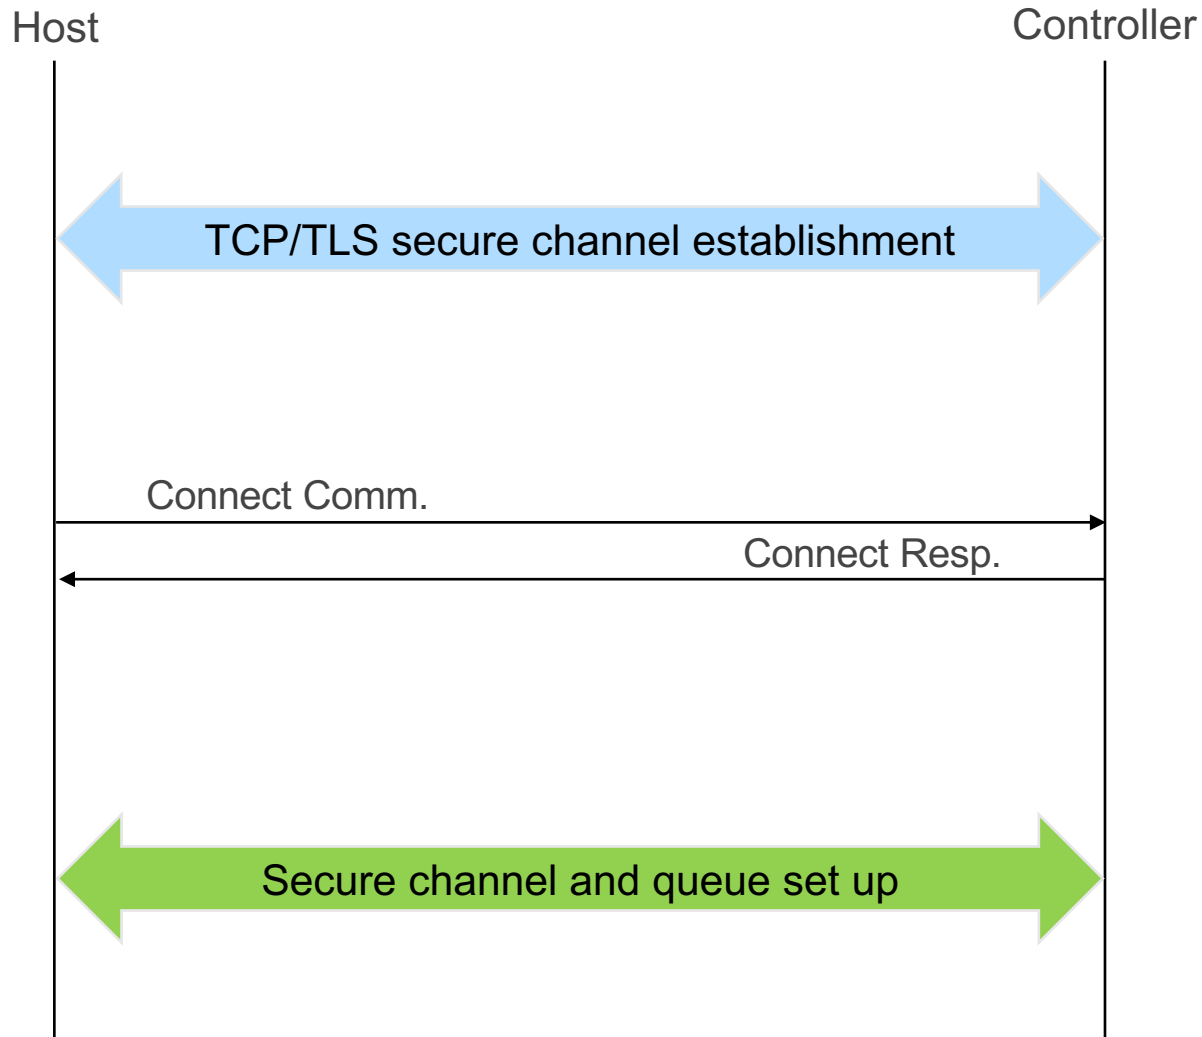 Host
Controller
TCP/TLS secure channel establishment
Connect Comm.
Connect Resp.
Secure channel and queue set up